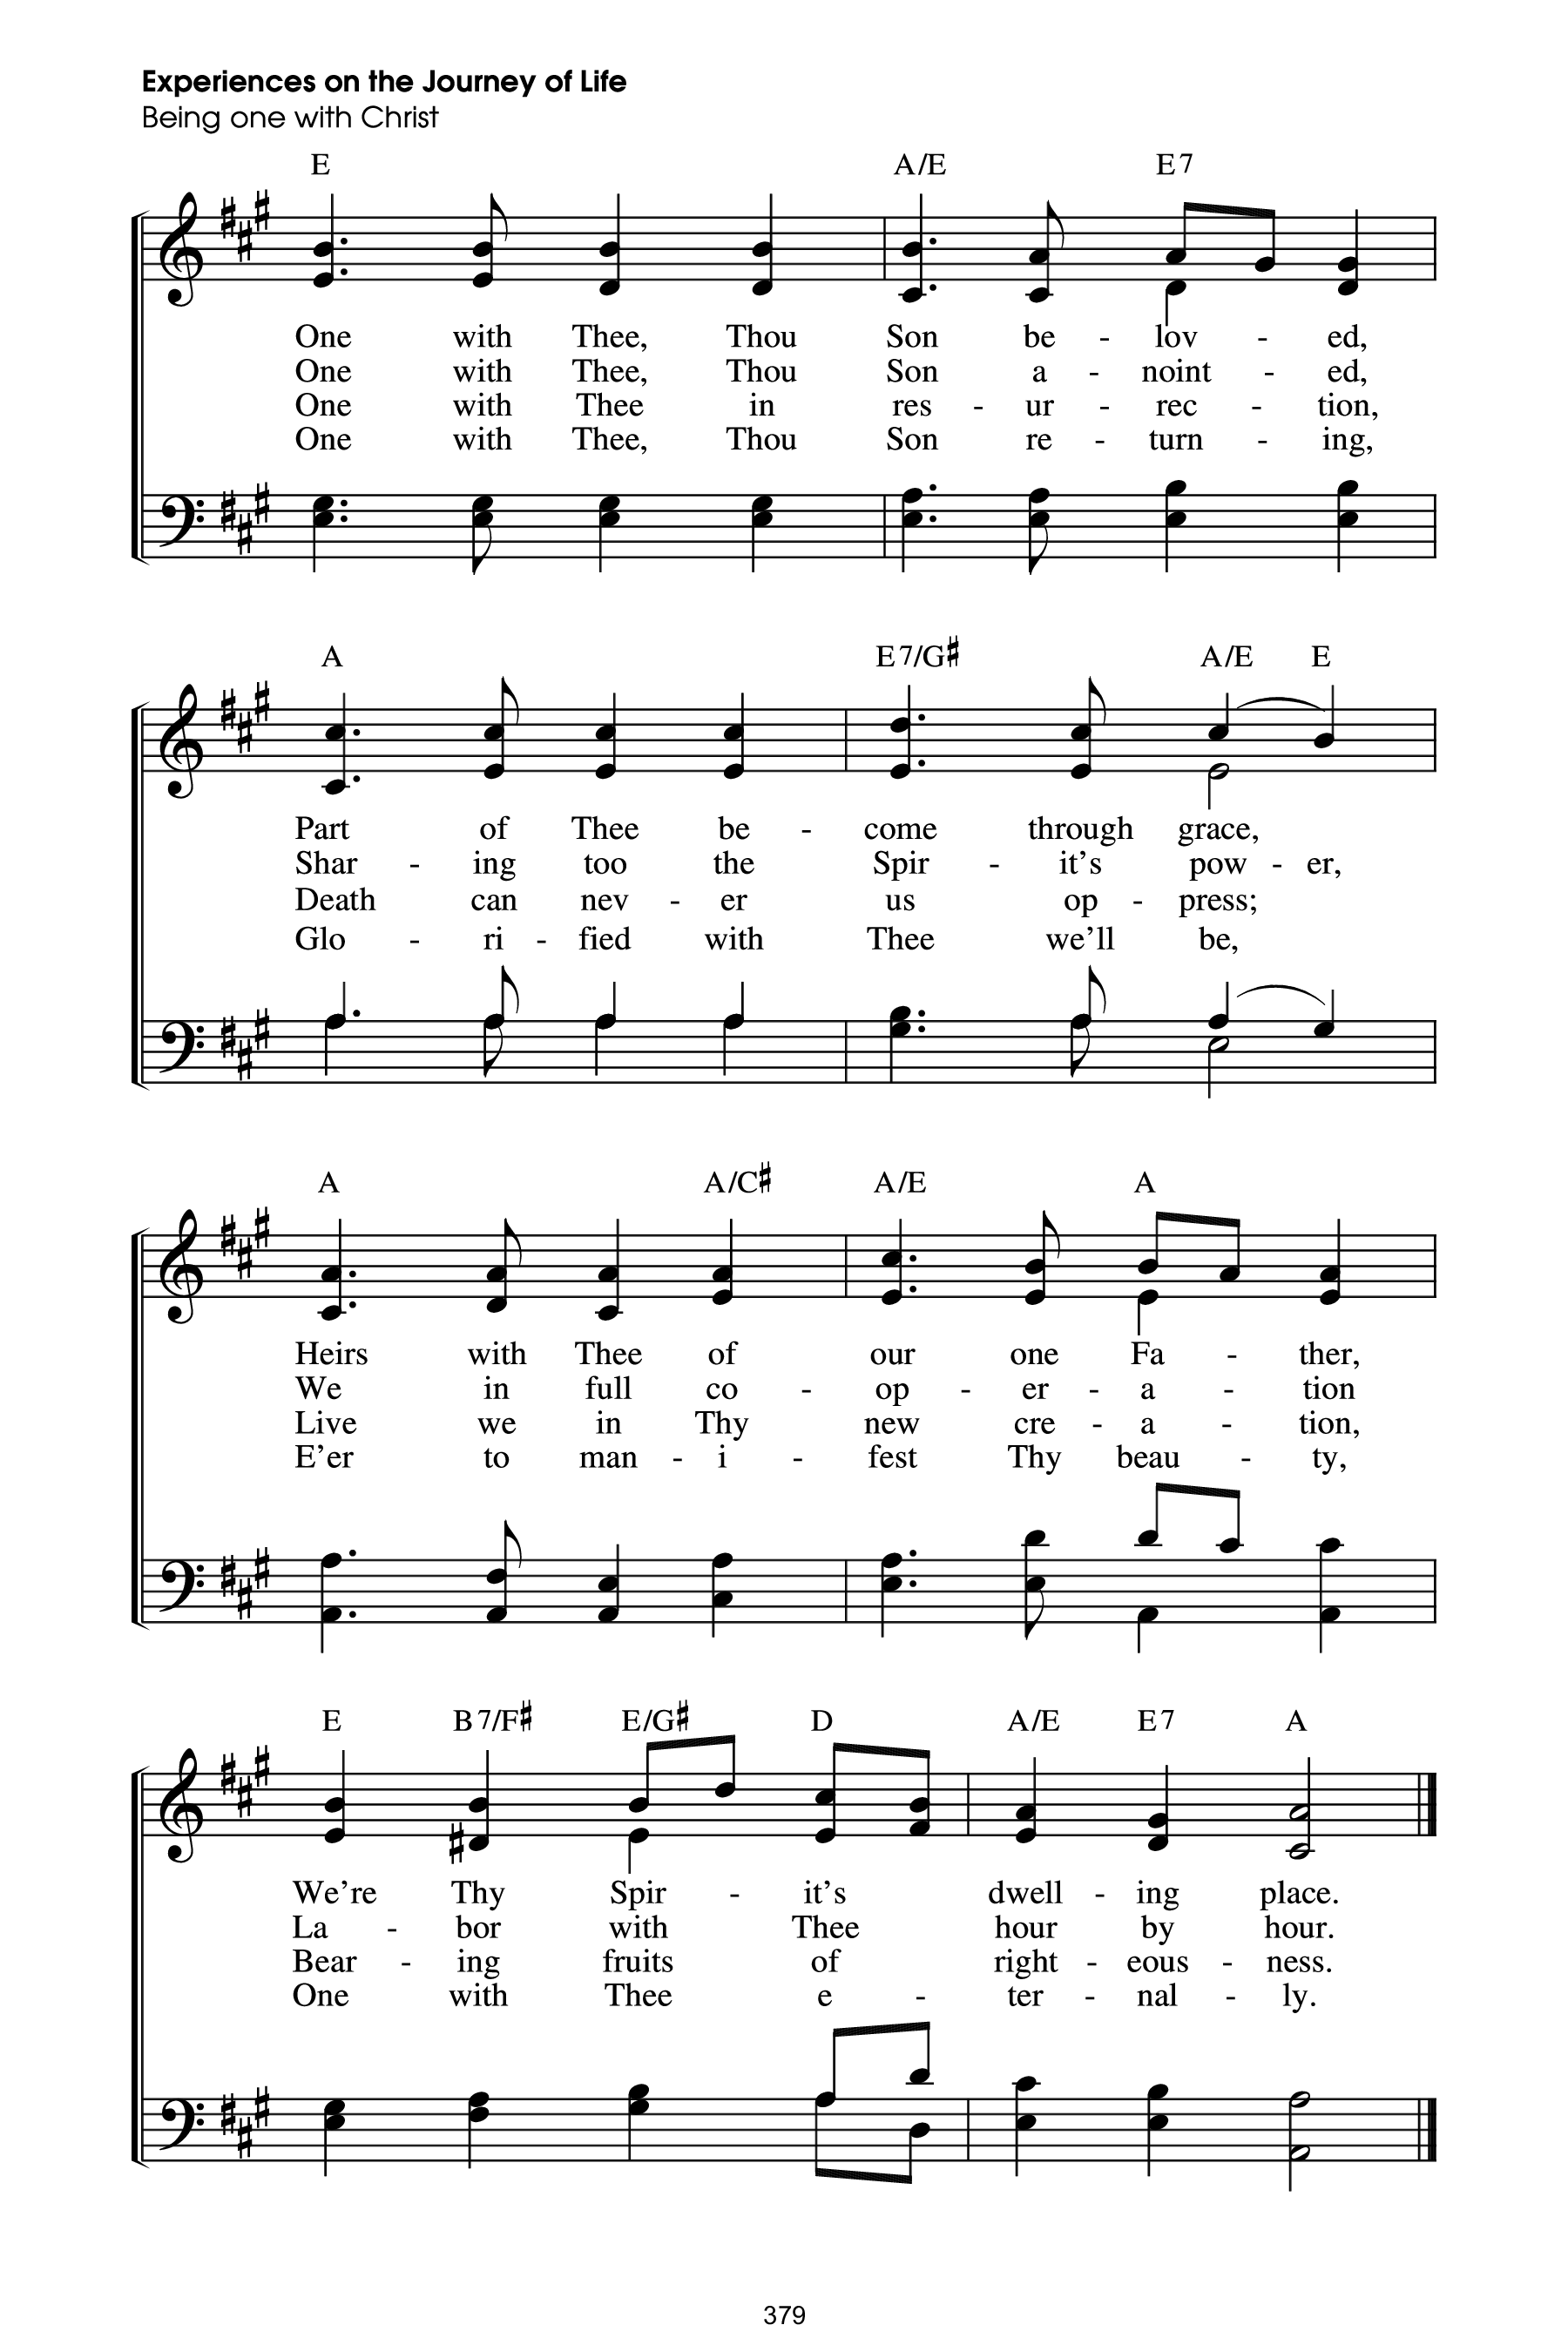 Experiences on the Journey of Life
Being one with Christ
E A/E E7
One with Thee, Thou Son be - lov - ed,
One with Thee, Thou Son a - noint - ed,
One with Thee in res - ur - rec - tion,
One with Thee, Thou Son re - turn - ing,
A E7/G♯ A/E E
Part of Thee be - come through grace,
Shar - ing too the Spir - it's pow - er,
Death can nev - er us op - press;
Glo - ri - fied with Thee we'll be,
A A/C♯ A/E A
Heirs with Thee of our one Fa - ther,
We in full co - op - er - a - tion
Live we in Thy new cre - a - tion,
E'er to man - i - fest Thy beau - ty,
E B7/F♯ E/G♯ D A/E E7 A
We're Thy Spir - it's dwell - ing place.
La - bor with Thee hour by hour.
Bear - ing fruits of right - eous - ness.
One with Thee e - ter - nal - ly.
379